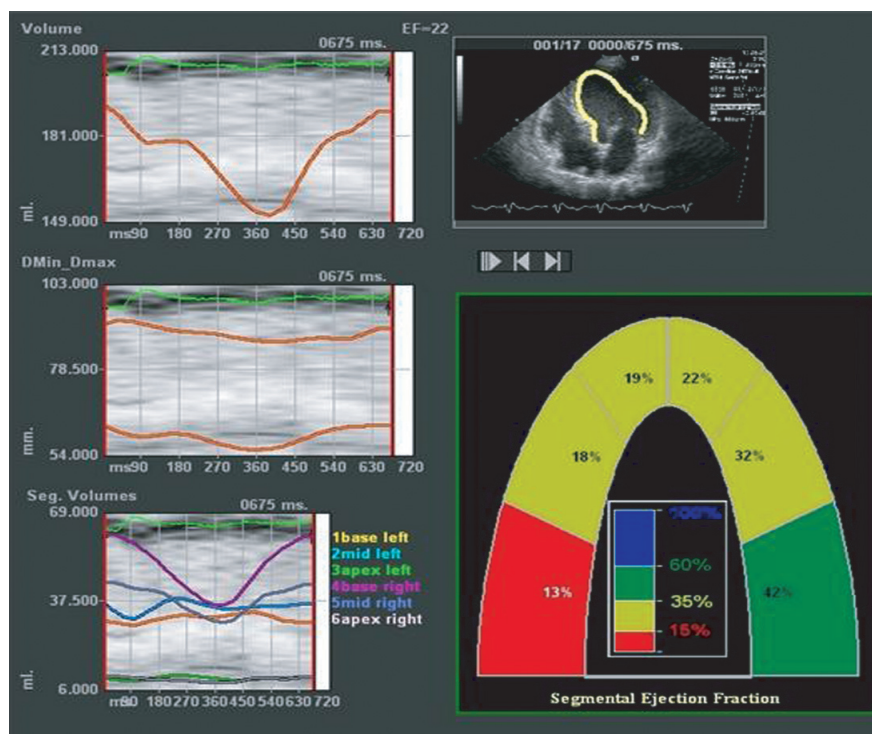 Volume
EF=22
0675 ms.
213.000
181.000
149.000
ml.
ms90 180 270 360 450 540 630 720
001/17 0000/675 ms.
DMin_Dmax
0675 ms.
103.000
78.500
54.000
mm.
ms90 180 270 360 450 540 630 720
Seg. Volumes
0675 ms.
69.000
37.500
6.000
ml.
ms90 180270360450540630720
1base left
2mid left
3apex left
4base right
5mid right
6apex right
19% 22%
18% 32%
13% 42%
100%
60%
35%
15%
Segmental Ejection Fraction